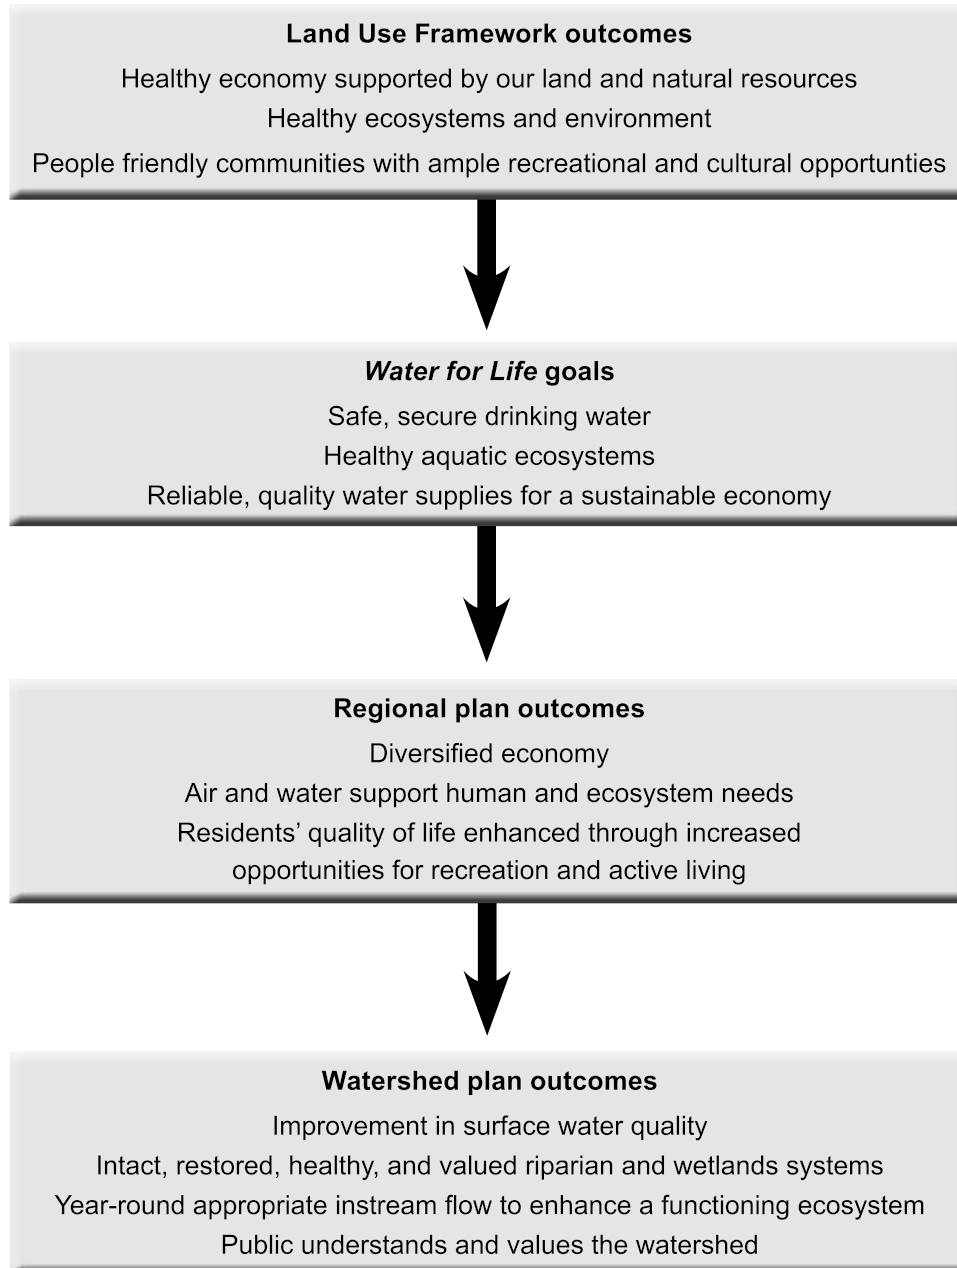 Land Use Framework outcomes
Healthy economy supported by our land and natural resources
Healthy ecosystems and environment
People friendly communities with ample recreational and cultural opportunties
Water for Life goals
Safe, secure drinking water
Healthy aquatic ecosystems
Reliable, quality water supplies for a sustainable economy
Regional plan outcomes
Diversified economy
Air and water support human and ecosystem needs
Residents’ quality of life enhanced through increased
opportunities for recreation and active living
Watershed plan outcomes
Improvement in surface water quality
Intact, restored, healthy, and valued riparian and wetlands systems
Year-round appropriate instream flow to enhance a functioning ecosystem
Public understands and values the watershed